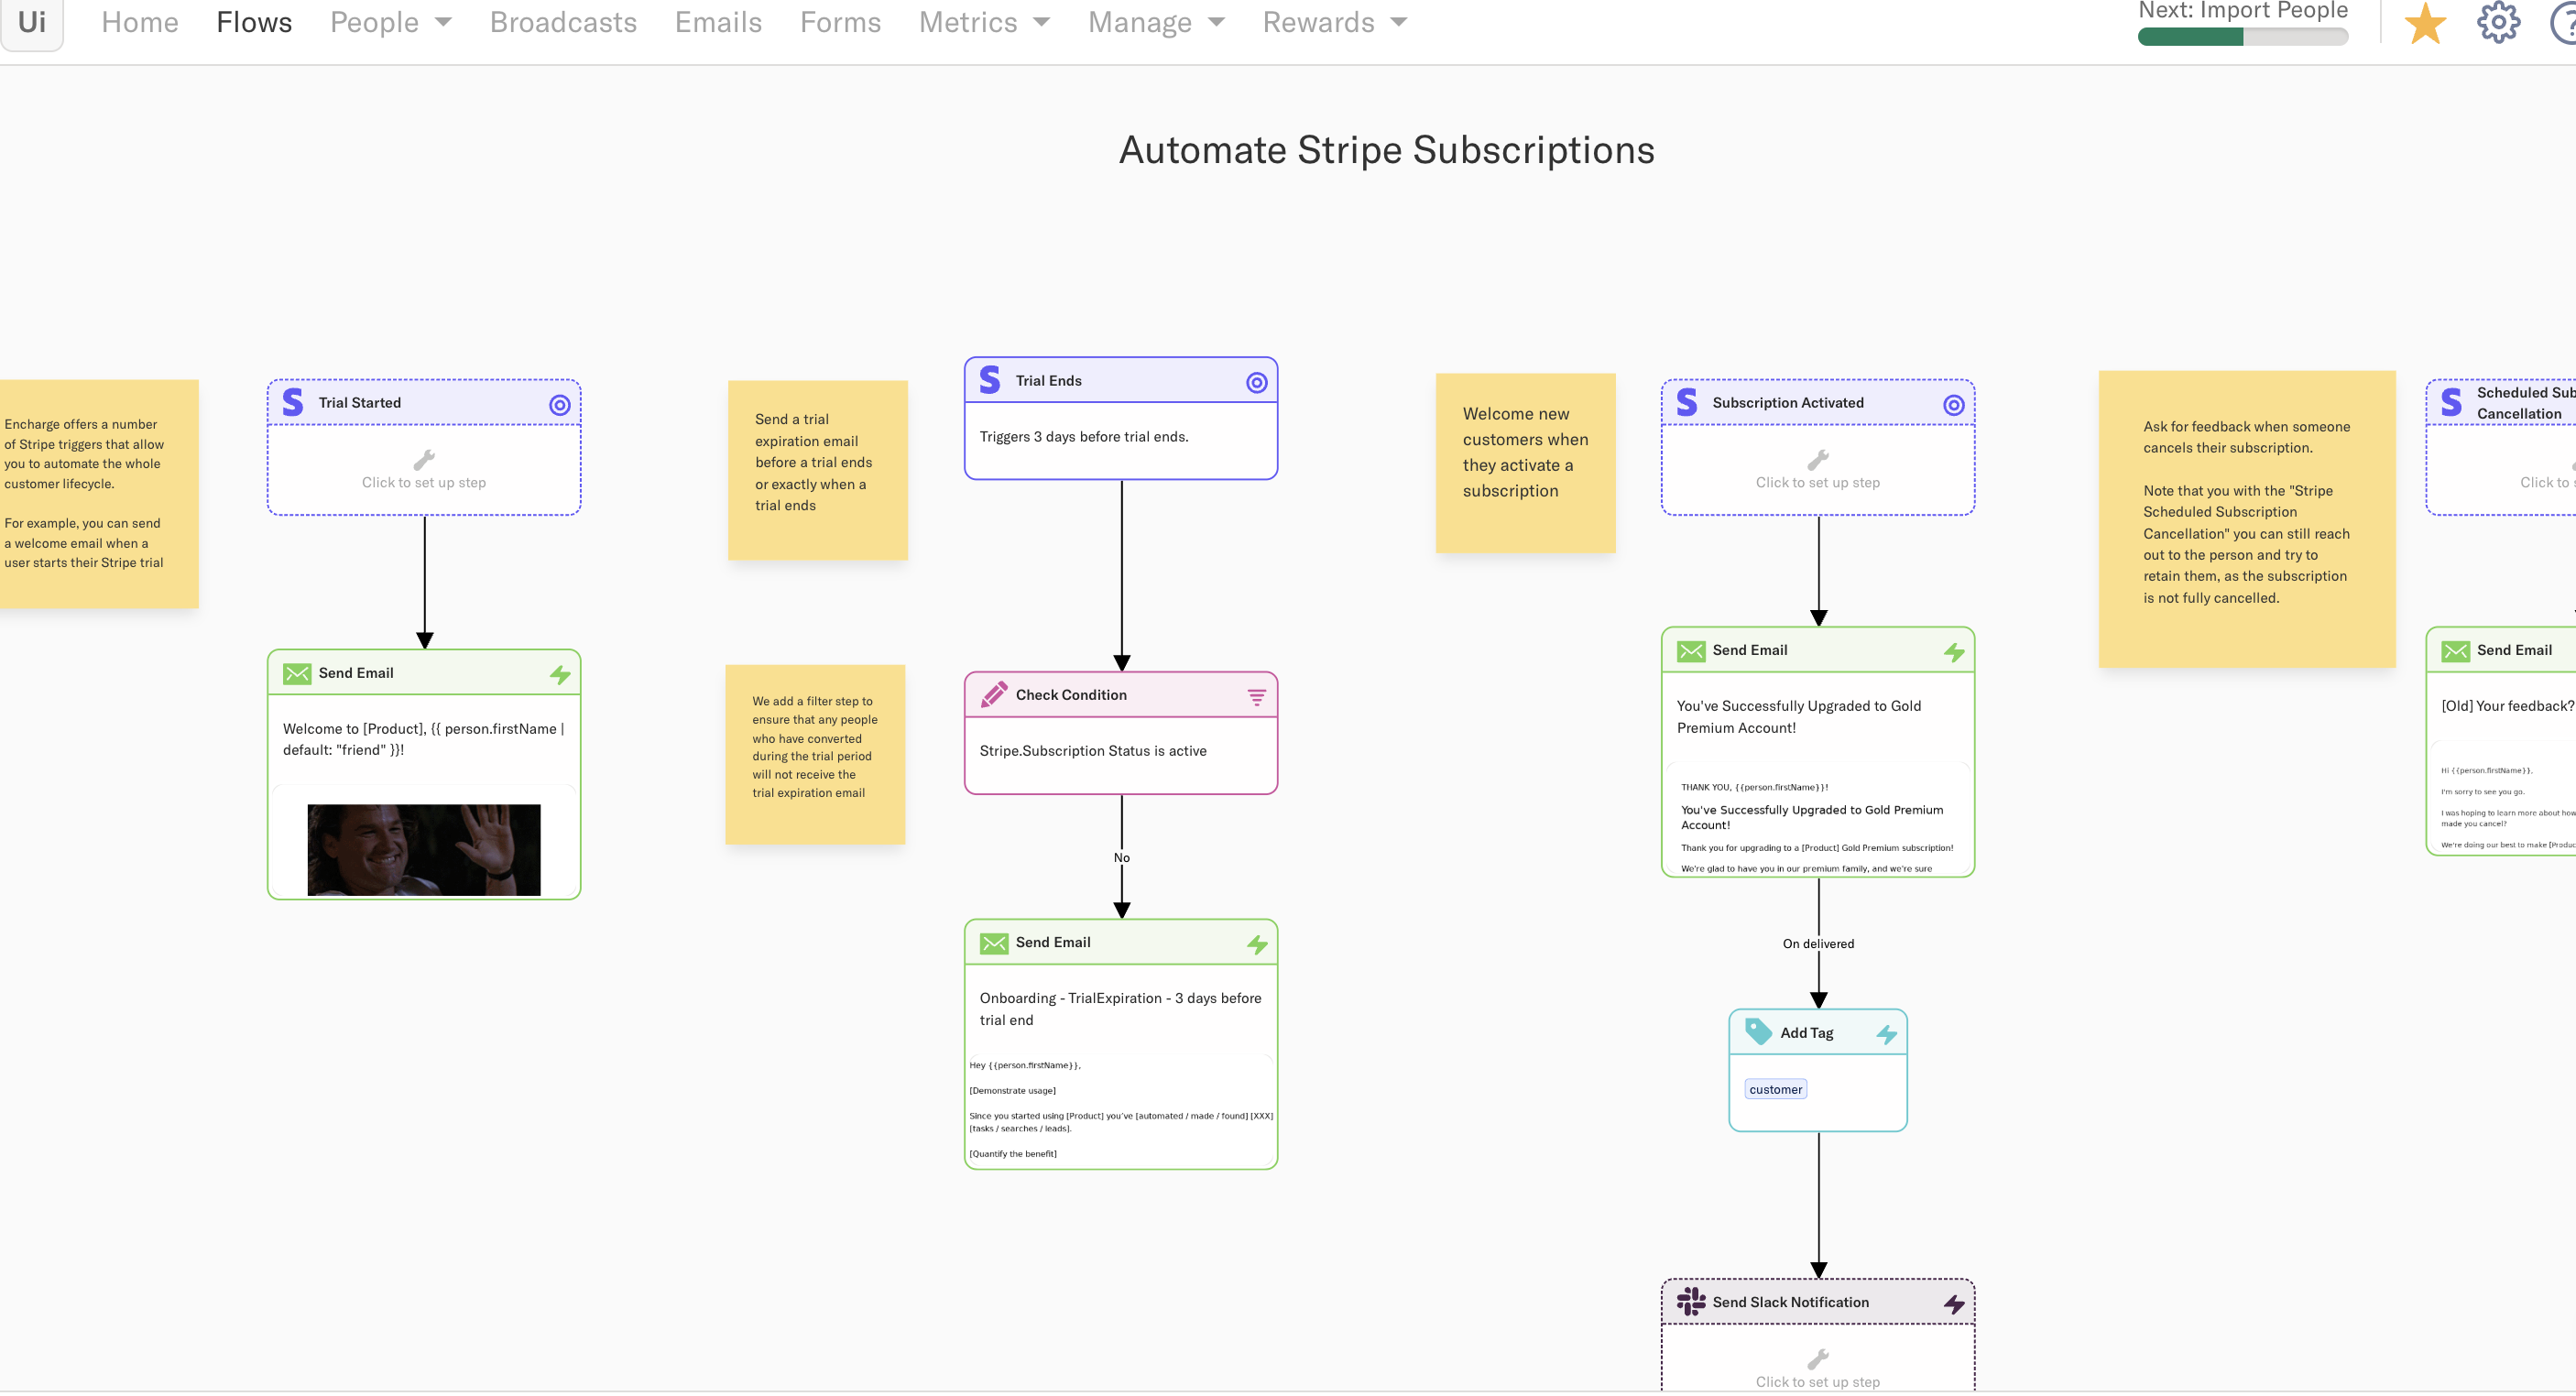 Ui
Home
Flows
People
Broadcasts
Emails
Forms
Metrics
Manage
Rewards
Next: Import People
Automate Stripe Subscriptions
Encharge offers a number
of Stripe triggers that allow
you to automate the whole
customer lifecycle.
For example, you can send
a welcome email when a
user starts their Stripe trial
Trial Started
Click to set up step
Send Email
Welcome to [Product], {{ person.firstName |
default: "friend" }}!
Send a trial
expiration email
before a trial ends
or exactly when a
trial ends
Trial Ends
Triggers 3 days before trial ends.
We add a filter step to
ensure that any people
who have converted
during the trial period
will not receive the
trial expiration email
Check Condition
Stripe.Subscription Status is active
No
Send Email
Onboarding - TrialExpiration - 3 days before
trial end
Hey {{person.firstName}},
[Demonstrate usage]
Since you started using [Product] you've [automated / made / found] [XXX]
[tasks / searches / leads].
[Quantify the benefit]
Welcome new
customers when
they activate a
subscription
Subscription Activated
Click to set up step
Send Email
You've Successfully Upgraded to Gold
Premium Account!
THANK YOU, {{person.firstName}}!
You've Successfully Upgraded to Gold Premium
Account!
Thank you for upgrading to a [Product] Gold Premium subscription!
We're glad to have you in our premium family, and we're sure
On delivered
Add Tag
customer
Send Slack Notification
Click to set up step
Ask for feedback when someone
cancels their subscription.
Note that you with the "Stripe
Scheduled Subscription
Cancellation" you can still reach
out to the person and try to
retain them, as the subscription
is not fully cancelled.
Scheduled Sub
Cancellation
Click to
Send Email
[Old] Your feedback?
Hi {{person.firstName}},
I'm sorry to see you go.
I was hoping to learn more about how
made you cancel?
We're doing our best to make [Produc